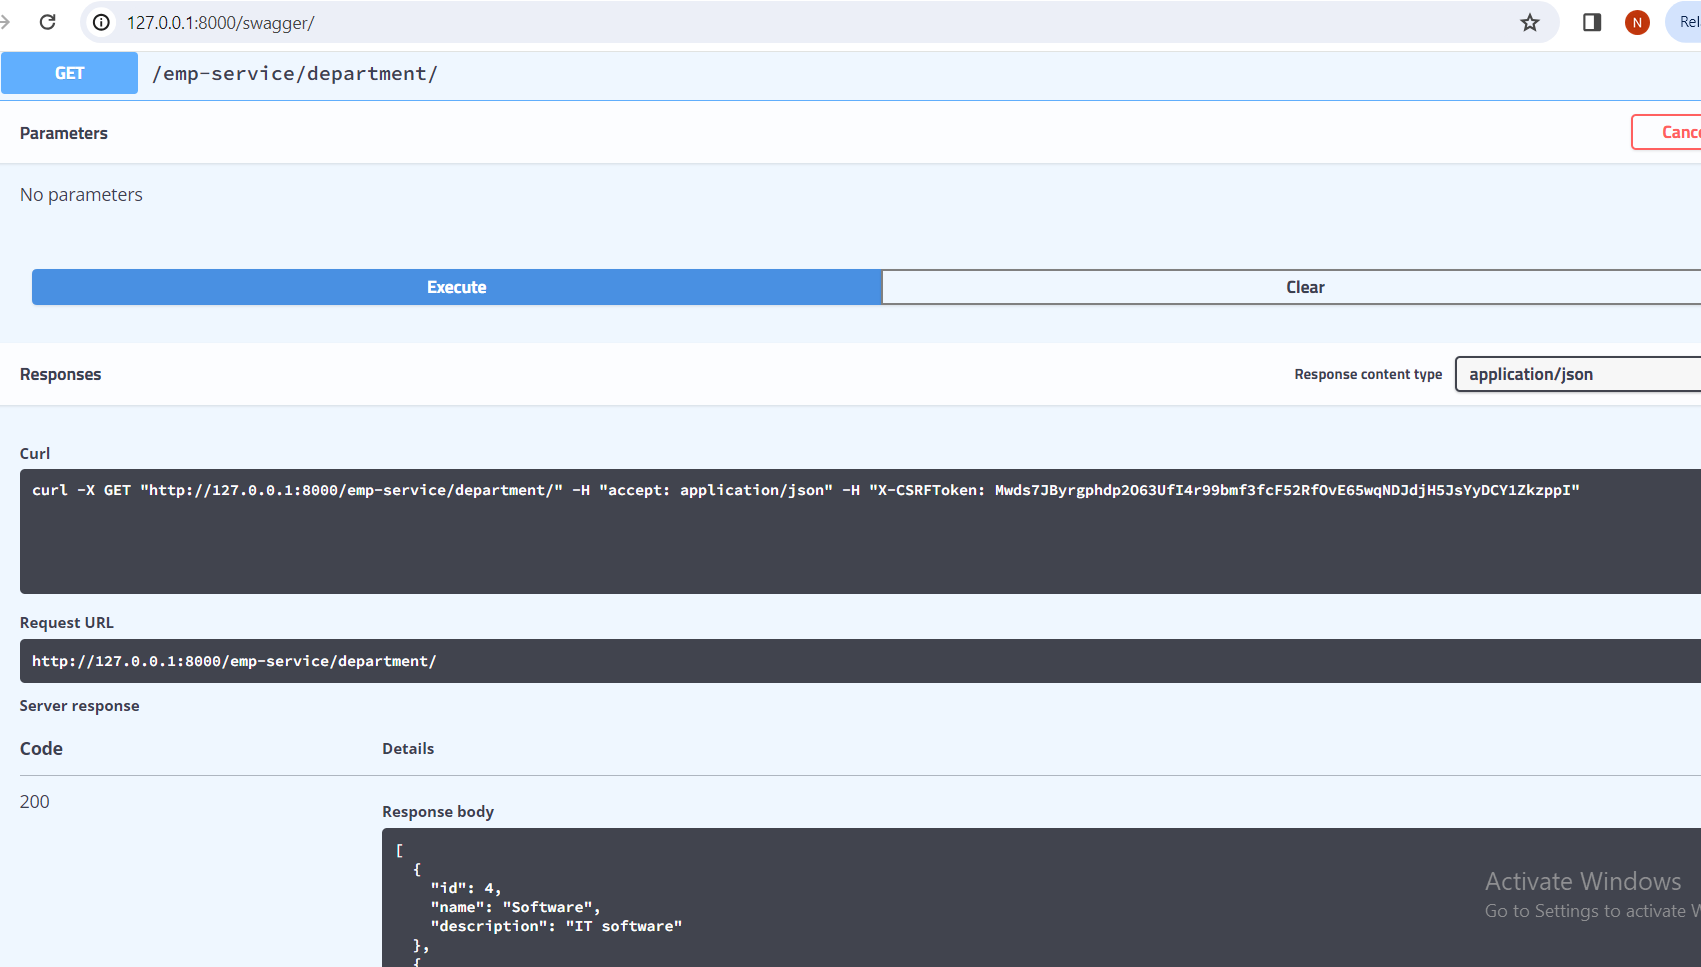 127.0.0.1:8000/swagger/
N
Rel
GET /emp-service/department/
Parameters
Cance
No parameters
Execute
Clear
Responses
Response content type
application/json
Curl
curl -X GET "http://127.0.0.1:8000/emp-service/department/" -H "accept: application/json" -H "X-CSRFToken: Mwds7JByrgphdp2O63UfI4r99bmf3fcF52RfOvE65wqNDJdjH5JsYyDCY1ZkzppI"
Request URL
http://127.0.0.1:8000/emp-service/department/
Server response
Code
Details
200
Response body
[
{
"id": 4,
"name": "Software",
"description": "IT software"
},
{
Activate Windows
Go to Settings to activate W